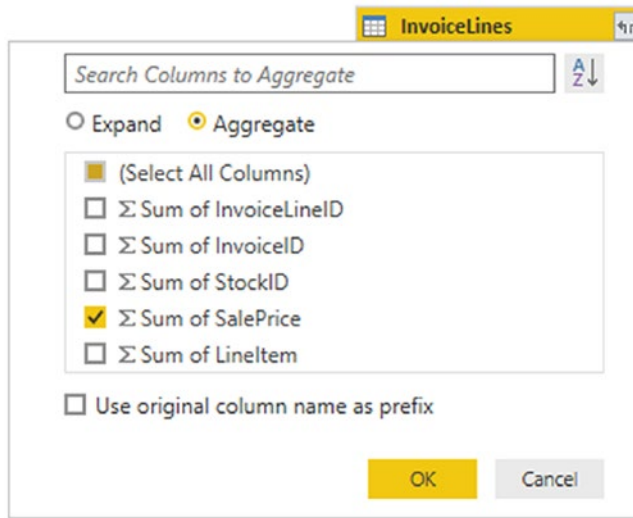 InvoiceLines
Search Columns to Aggregate
Expand Aggregate
(Select All Columns)
Σ Sum of InvoiceLineID
Σ Sum of InvoiceID
Σ Sum of StockID
Σ Sum of SalePrice
Σ Sum of LineItem
Use original column name as prefix
OK Cancel